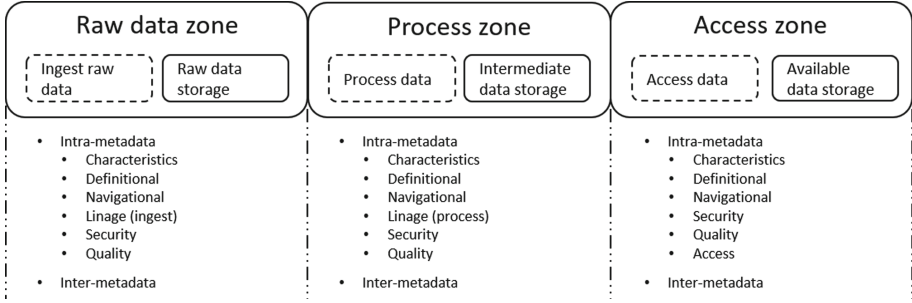 Raw data zone
Ingest raw
data
Raw data
storage
• Intra-metadata
• Characteristics
• Definitional
• Navigational
• Linage (ingest)
• Security
• Quality
• Inter-metadata
Process zone
Process data
Intermediate
data storage
• Intra-metadata
• Characteristics
• Definitional
• Navigational
• Linage (process)
• Security
• Quality
• Inter-metadata
Access zone
Access data
Available
data storage
• Intra-metadata
• Characteristics
• Definitional
• Navigational
• Security
• Quality
• Access
• Inter-metadata